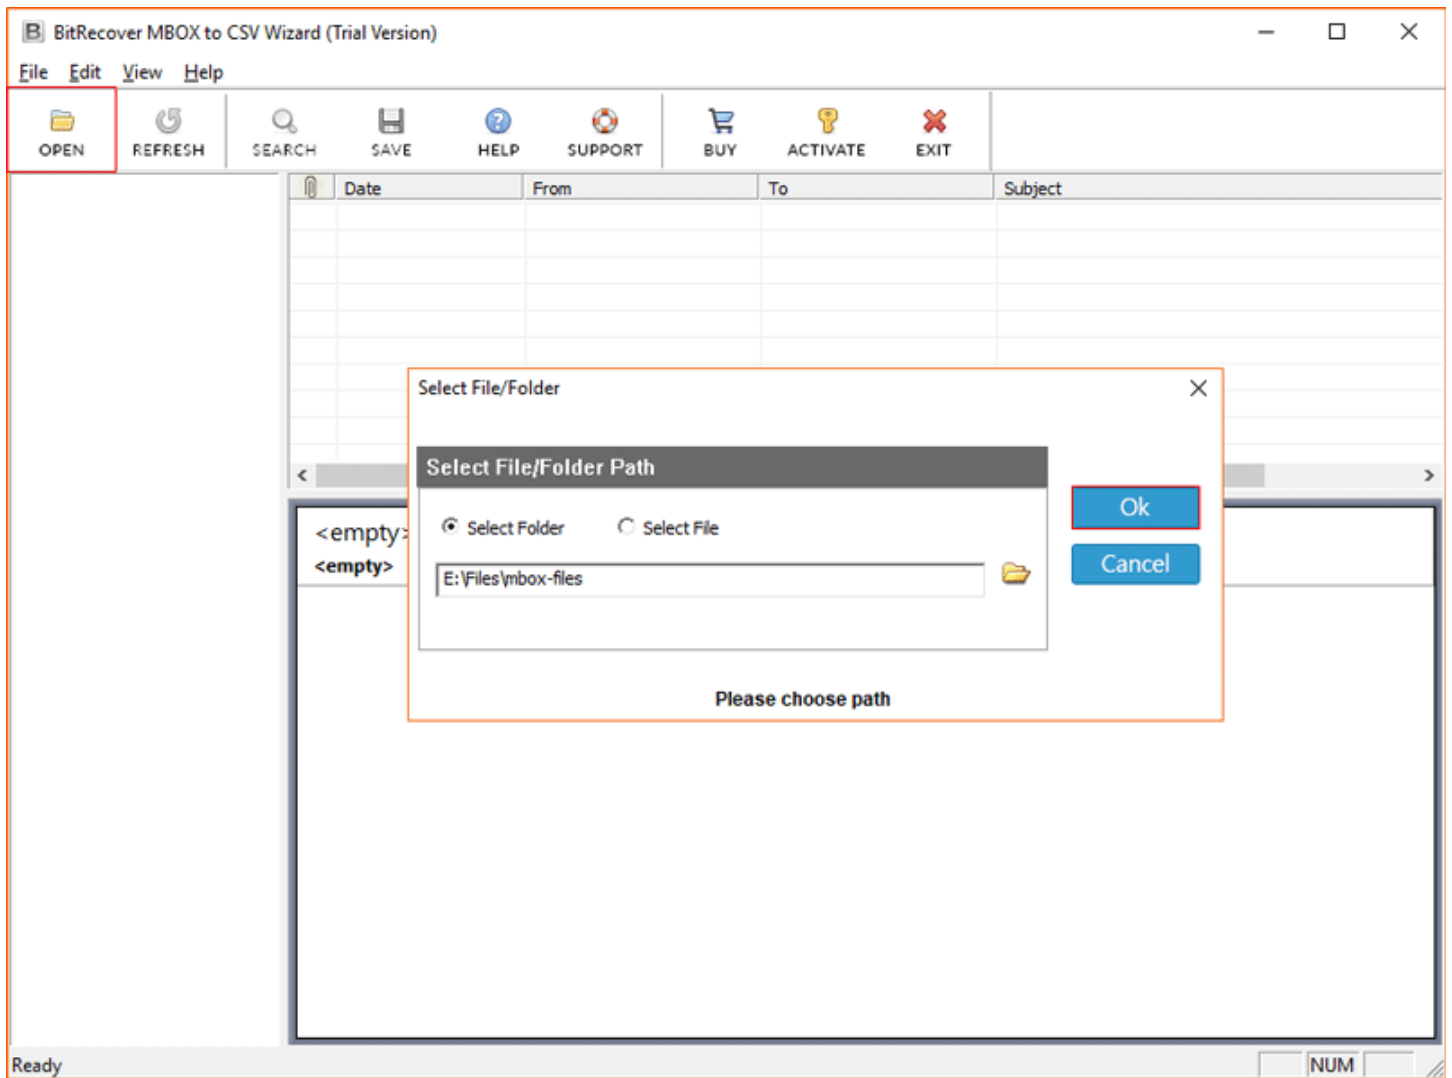 BitRecover MBOX to CSV Wizard (Trial Version)
File Edit View Help
OPEN REFRESH SEARCH SAVE HELP SUPPORT BUY ACTIVATE EXIT
Date From To Subject
Select File/Folder
Select File/Folder Path
Select Folder Select File
E:\Files\mbox-files
Ok
Cancel
Please choose path
<empty>
<empty>
Ready NUM